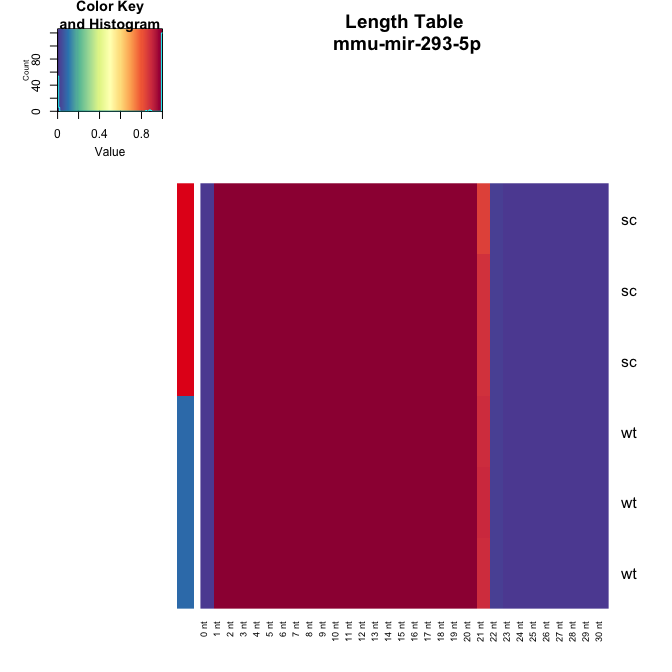 Color Key
and Histogram
Count
0 40 80
0 0.4 0.8
Value
Length Table
mmu-mir-293-5p
sc
sc
sc
wt
wt
wt
0 nt
1 nt
2 nt
3 nt
4 nt
5 nt
6 nt
7 nt
8 nt
9 nt
10 nt
11 nt
12 nt
13 nt
14 nt
15 nt
16 nt
17 nt
18 nt
19 nt
20 nt
21 nt
22 nt
23 nt
24 nt
25 nt
26 nt
27 nt
28 nt
29 nt
30 nt